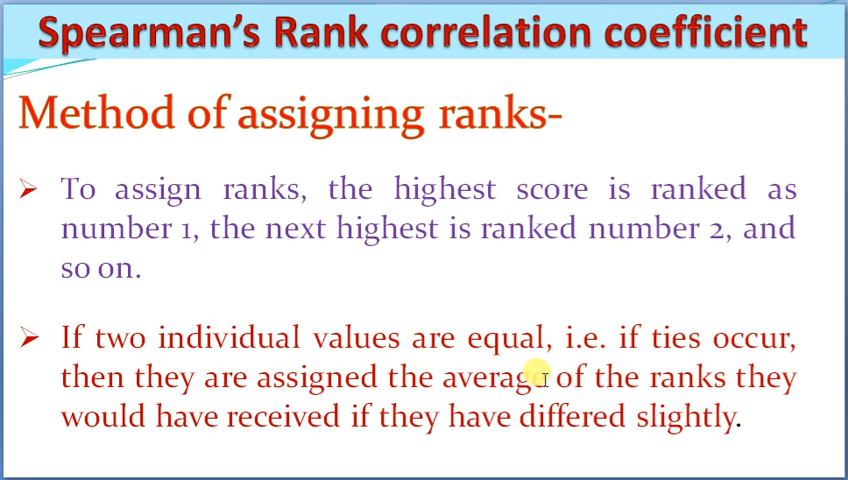 Spearman's Rank correlation coefficient
Method of assigning ranks-
➢ To assign ranks, the highest score is ranked as
number 1, the next highest is ranked number 2, and
so on.
➢ If two individual values are equal, i.e. if ties occur,
then they are assigned the average of the ranks they
would have received if they have differed slightly.